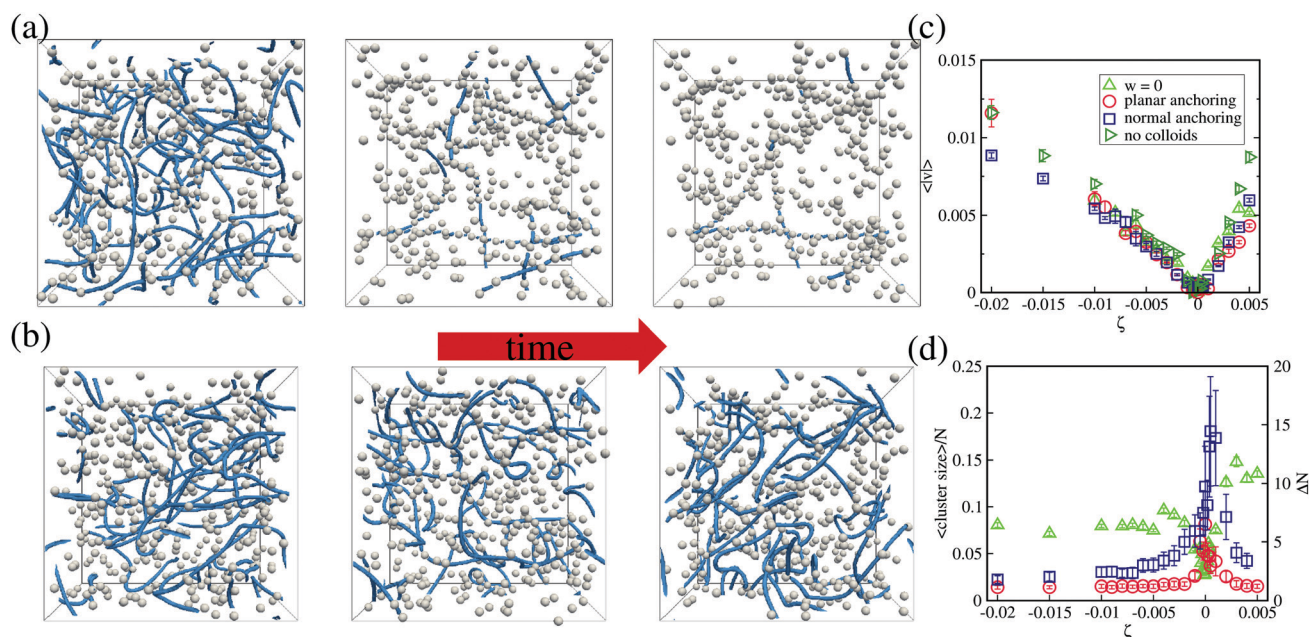 (a)
(b)
time
(c)
0.015
0.01
0.005
0
<|v|>
w = 0
planar anchoring
normal anchoring
no colloids
-0.02 -0.015 -0.01 -0.005 0 0.005
ζ
(d)
0.25
0.2
0.15
0.1
0.05
0
<cluster size>/N
20
15
10
5
0
ΔN
-0.02 -0.015 -0.01 -0.005 0 0.005
ζ